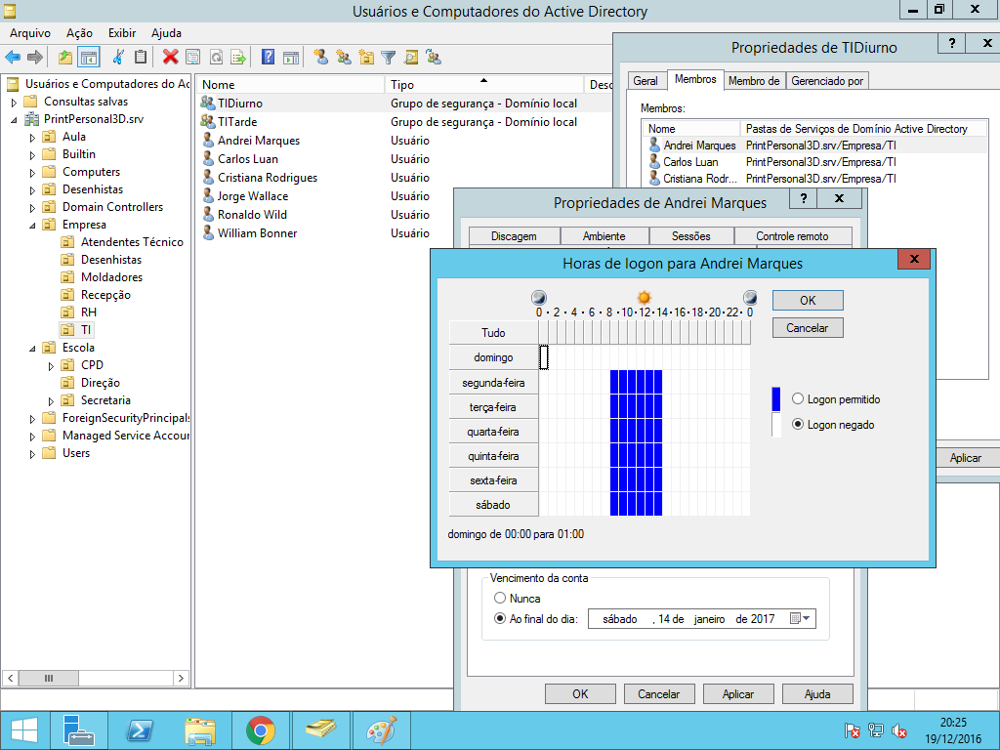 Usuários e Computadores do Active Directory
Arquivo Ação Exibir Ajuda
Usuários e Computadores do Ac
Consultas salvas
PrintPersonal3D.srv
Aula
Builtin
Computers
Desenhistas
Domain Controllers
Empresa
Atendentes Técnico
Desenhistas
Moldadores
Recepção
RH
TI
Escola
CPD
Direção
Secretaria
ForeignSecurityPrincipals
Managed Service Accour
Users
Nome Tipo Desc
TIDiurno Grupo de segurança - Domínio local
TITarde Grupo de segurança - Domínio local
Andrei Marques Usuário
Carlos Luan Usuário
Cristiana Rodrigues Usuário
Jorge Wallace Usuário
Ronaldo Wild Usuário
William Bonner Usuário
Propriedades de TIDiurno
? X
Geral Membros Membro de Gerenciado por
Membros:
Nome Pastas de Serviços de Domínio Active Directory
Andrei Marques PrintPersonal3D.srv/Empresa/TI
Carlos Luan PrintPersonal3D.srv/Empresa/TI
Cristiana Rodr... PrintPersonal3D.srv/Empresa/TI
Aplicar
Propriedades de Andrei Marques
? X
Discagem Ambiente Sessões Controle remoto
Horas de logon para Andrei Marques
X
0 · 2 · 4 · 6 · 8 · 10 · 12 · 14 · 16 · 18 · 20 · 22 · 0
Tudo
domingo
segunda-feira
terça-feira
quarta-feira
quinta-feira
sexta-feira
sábado
OK
Cancelar
Logon permitido
Logon negado
domingo de 00:00 para 01:00
Vencimento da conta
Nunca
Ao final do dia: sábado , 14 de janeiro de 2017
OK Cancelar Aplicar Ajuda
20:25
19/12/2016